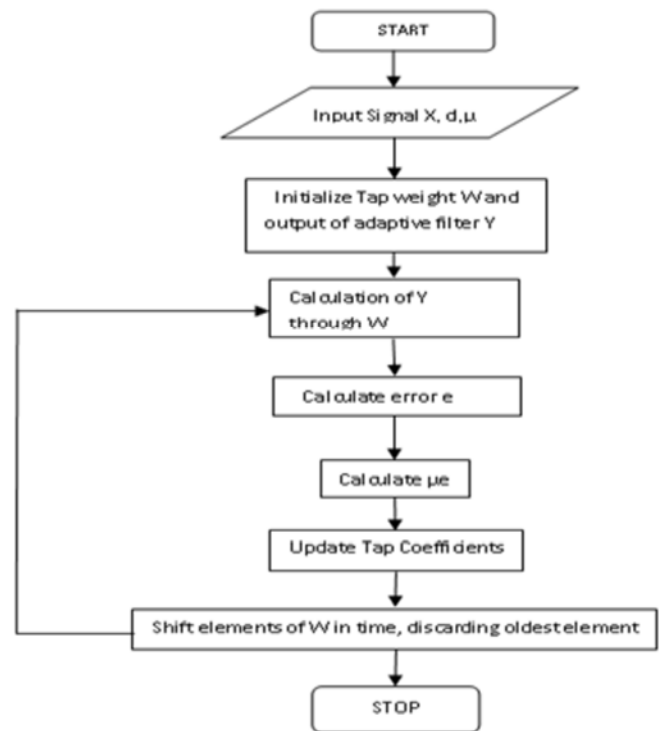 START
Input Signal X, d,µ
Initialize Tap weight W and
output of adaptive filter Y
Calculation of Y
through W
Calculate error e
Calculate µe
Update Tap Coefficients
Shift elements of W in time, discarding oldest element
STOP